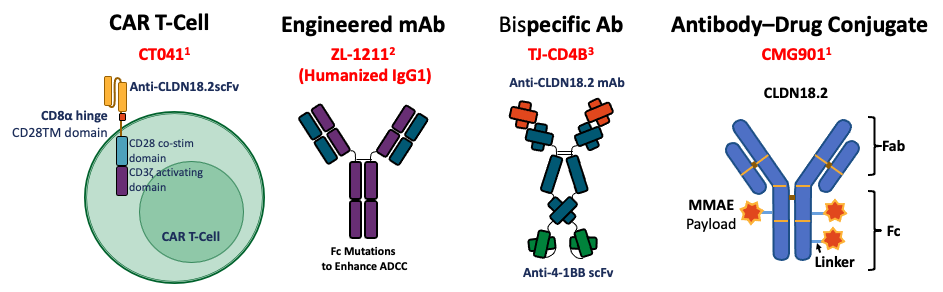 CAR T-Cell
CT041¹
Anti-CLDN18.2scFv
CD8α hinge
CD28TM domain
CD28 co-stim
domain
CD3ζ activating
domain
CAR T-Cell
Engineered mAb
ZL-1211²
(Humanized IgG1)
Fc Mutations
to Enhance ADCC
Bispecific Ab
TJ-CD4B³
Anti-CLDN18.2 mAb
Anti-4-1BB scFv
Antibody–Drug Conjugate
CMG901¹
CLDN18.2
Fab
MMAE
Payload
Fc
Linker